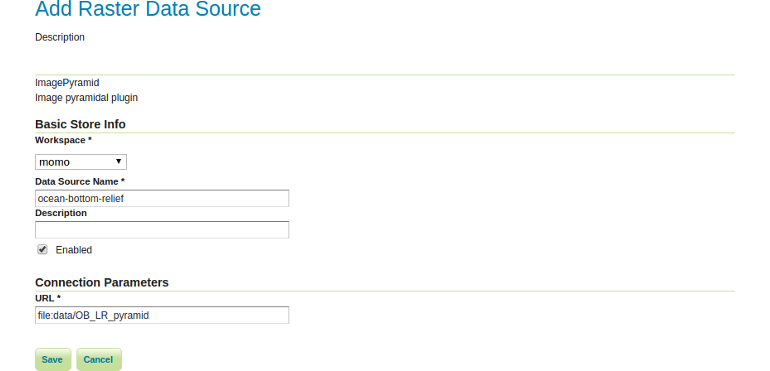 Add Raster Data Source
Description
ImagePyramid
Image pyramidal plugin
Basic Store Info
Workspace *
momo
Data Source Name *
ocean-bottom-relief
Description
Enabled
Connection Parameters
URL *
file:data/OB_LR_pyramid
Save Cancel